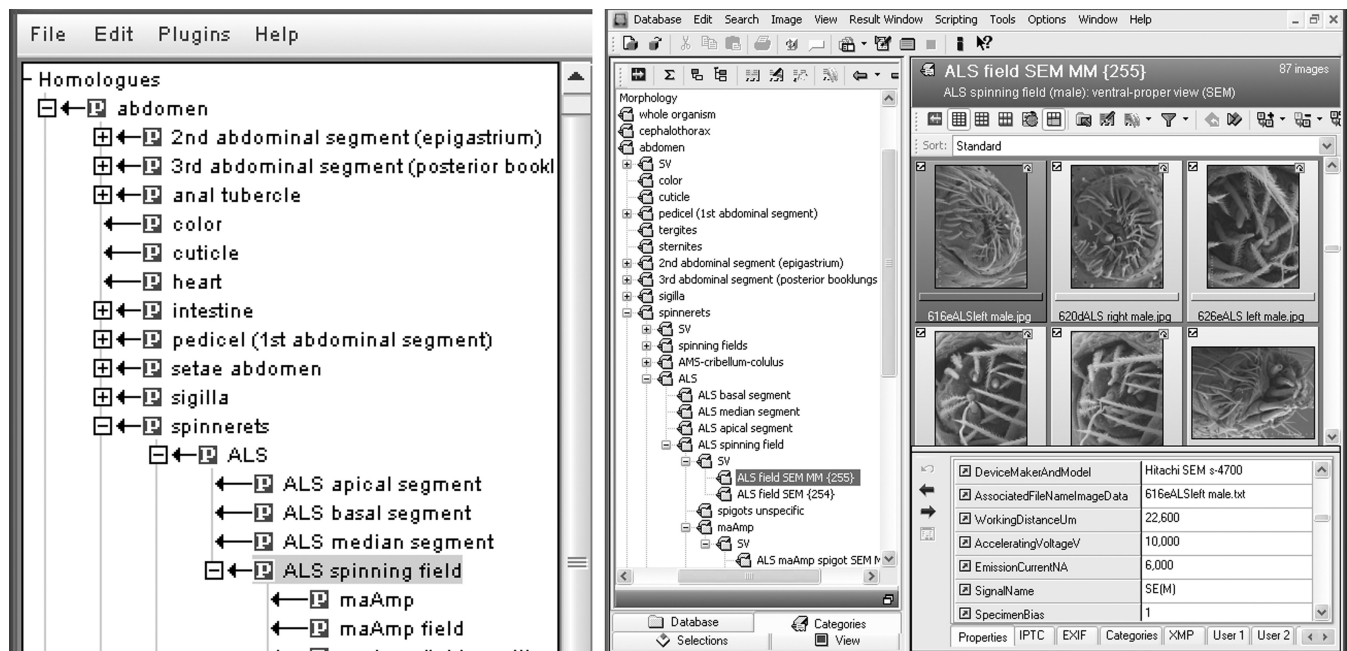 File Edit Plugins Help
Homologues
abdomen
2nd abdominal segment (epigastrium)
3rd abdominal segment (posterior bookl
anal tubercle
color
cuticle
heart
intestine
pedicel (1st abdominal segment)
setae abdomen
sigilla
spinnerets
ALS
ALS apical segment
ALS basal segment
ALS median segment
ALS spinning field
maAmp
maAmp field
Database Edit Search Image View Result Window Scripting Tools Options Window Help
Morphology
whole organism
cephalothorax
abdomen
SV
color
cuticle
pedicel (1st abdominal segment)
tergites
sternites
2nd abdominal segment (epigastrium)
3rd abdominal segment (posterior booklungs
sigilla
spinnerets
SV
spinning fields
AMS-cribellum-colulus
ALS
ALS basal segment
ALS median segment
ALS apical segment
ALS spinning field
SV
ALS field SEM MM {255}
ALS field SEM {254}
spigots unspecific
maAmp
SV
ALS maAmp spigot SEM M
Database Categories
Selections View
ALS field SEM MM {255} 87 images
ALS spinning field (male): ventral-proper view (SEM)
Sort: Standard
616eALSleft male.jpg 620dALS right male.jpg 626eALS left male.jpg
DeviceMakerAndModel Hitachi SEM s-4700
AssociatedFileNameImageData 616eALSleft male.txt
WorkingDistanceUm 22,600
AcceleratingVoltageV 10,000
EmissionCurrentNA 6,000
SignalName SE(M)
SpecimenBias 1
Properties IPTC EXIF Categories XMP User 1 User 2